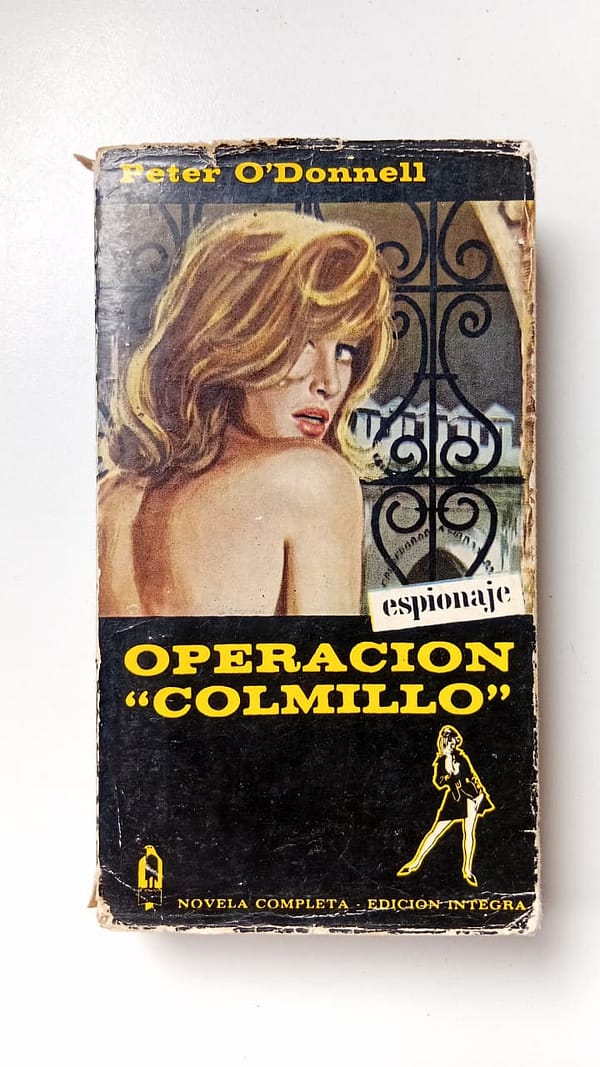 Peter O'Donnell
espionaje
OPERACION
“COLMILLO”
NOVELA COMPLETA - EDICION INTEGRA